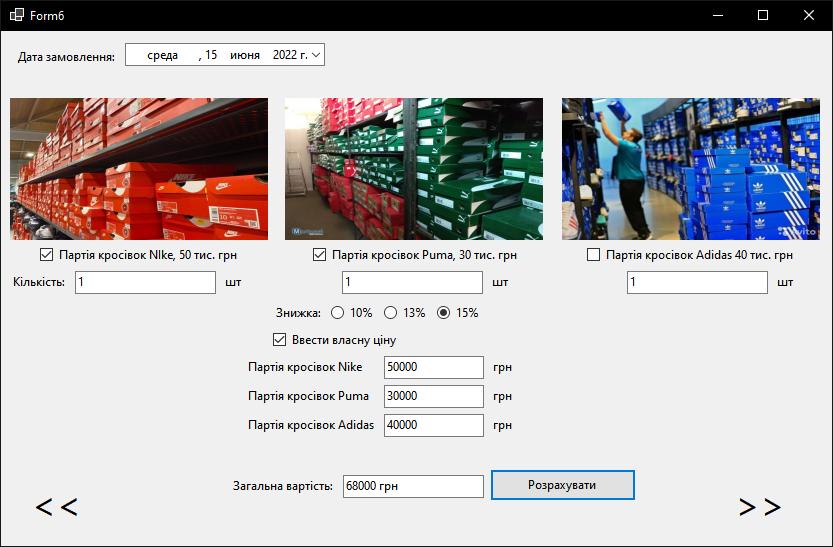 Form6
Дата замовлення: среда , 15 июня 2022 г.
NIKE
10
Avito
Партія кросівок NIke, 50 тис. грн
Партія кросівок Puma, 30 тис. грн
Партія кросівок Adidas 40 тис. грн
Кількість: 1 шт
1 шт
1 шт
Знижка: 10% 13% 15%
Ввести власну ціну
Партія кросівок Nike 50000 грн
Партія кросівок Puma 30000 грн
Партія кросівок Adidas 40000 грн
Загальна вартість: 68000 грн Розрахувати
<< >>